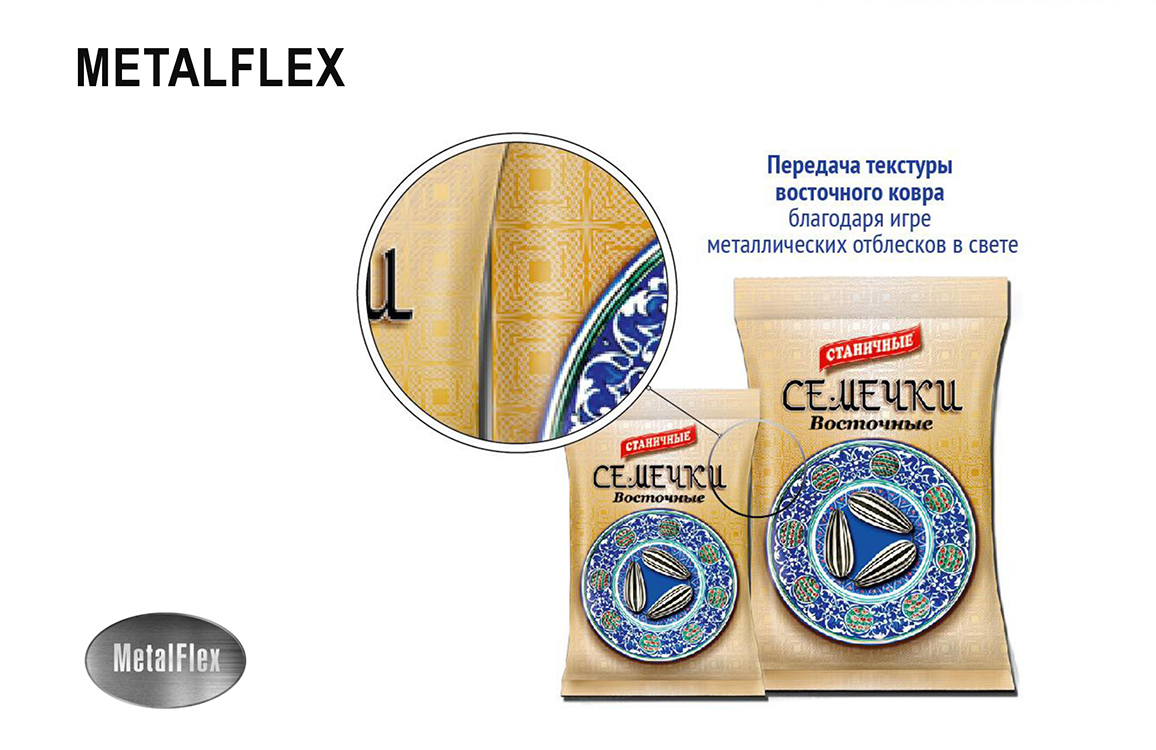 METALFLEX
Передача текстуры
восточного ковра
благодаря игре
металлических отблесков в свете
и
СТАНИЧНЫЕ
СЕМЕЧКИ
Восточные
СТАНИЧНЫЕ
СЕМЕЧКИ
Восточные
MetalFlex